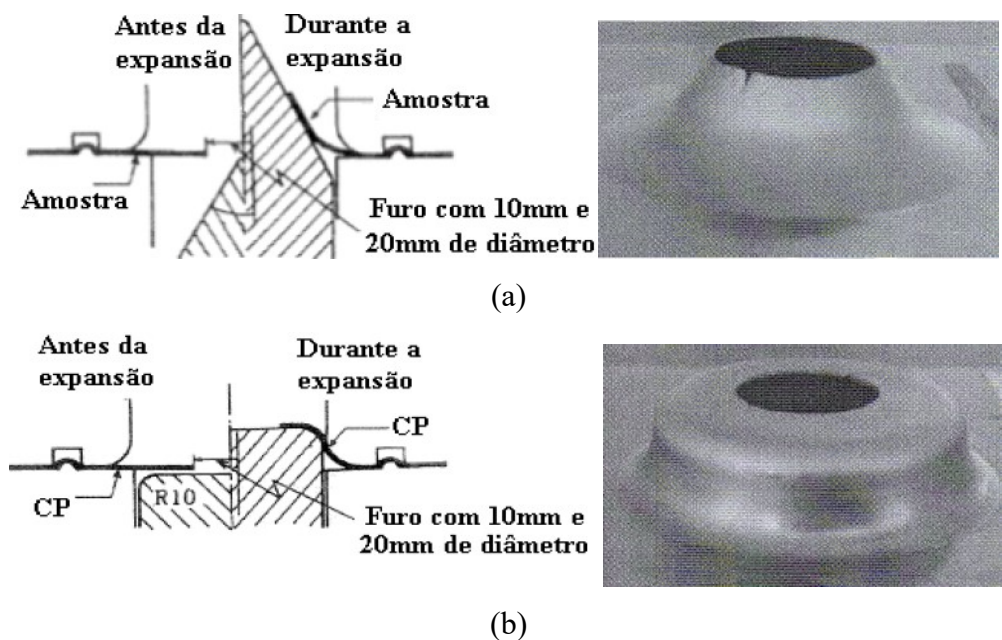 Antes da
expansão
Durante a
expansão
Amostra
Amostra
Furo com 10mm e
20mm de diâmetro
(a)
Antes da
expansão
Durante a
expansão
CP
CP
R10
Furo com 10mm e
20mm de diâmetro
(b)